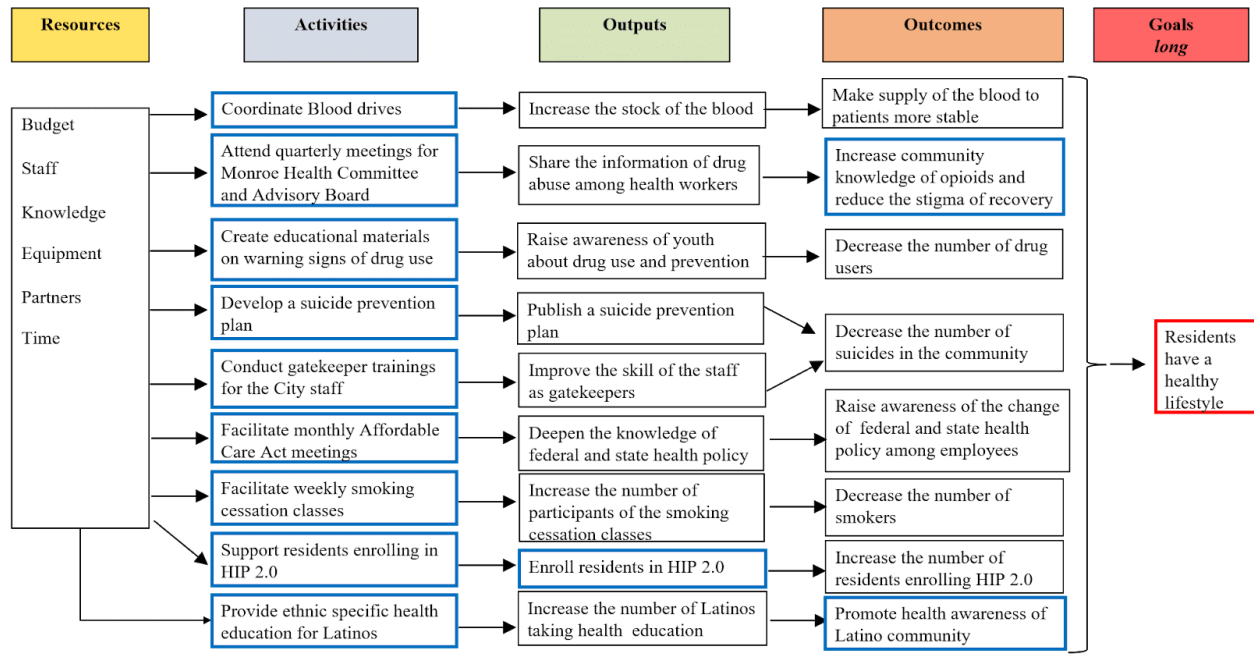 Resources
Activities
Outputs
Outcomes
Goals
long
Budget
Staff
Knowledge
Equipment
Partners
Time
Coordinate Blood drives
Increase the stock of the blood
Make supply of the blood to
patients more stable
Attend quarterly meetings for
Monroe Health Committee
and Advisory Board
Share the information of drug
abuse among health workers
Increase community
knowledge of opioids and
reduce the stigma of recovery
Create educational materials
on warning signs of drug use
Raise awareness of youth
about drug use and prevention
Decrease the number of drug
users
Develop a suicide prevention
plan
Publish a suicide prevention
plan
Decrease the number of
suicides in the community
Conduct gatekeeper trainings
for the City staff
Improve the skill of the staff
as gatekeepers
Facilitate monthly Affordable
Care Act meetings
Deepen the knowledge of
federal and state health policy
Raise awareness of the change
of federal and state health
policy among employees
Facilitate weekly smoking
cessation classes
Increase the number of
participants of the smoking
cessation classes
Decrease the number of
smokers
Support residents enrolling in
HIP 2.0
Enroll residents in HIP 2.0
Increase the number of
residents enrolling HIP 2.0
Provide ethnic specific health
education for Latinos
Increase the number of Latinos
taking health education
Promote health awareness of
Latino community
Residents
have a
healthy
lifestyle